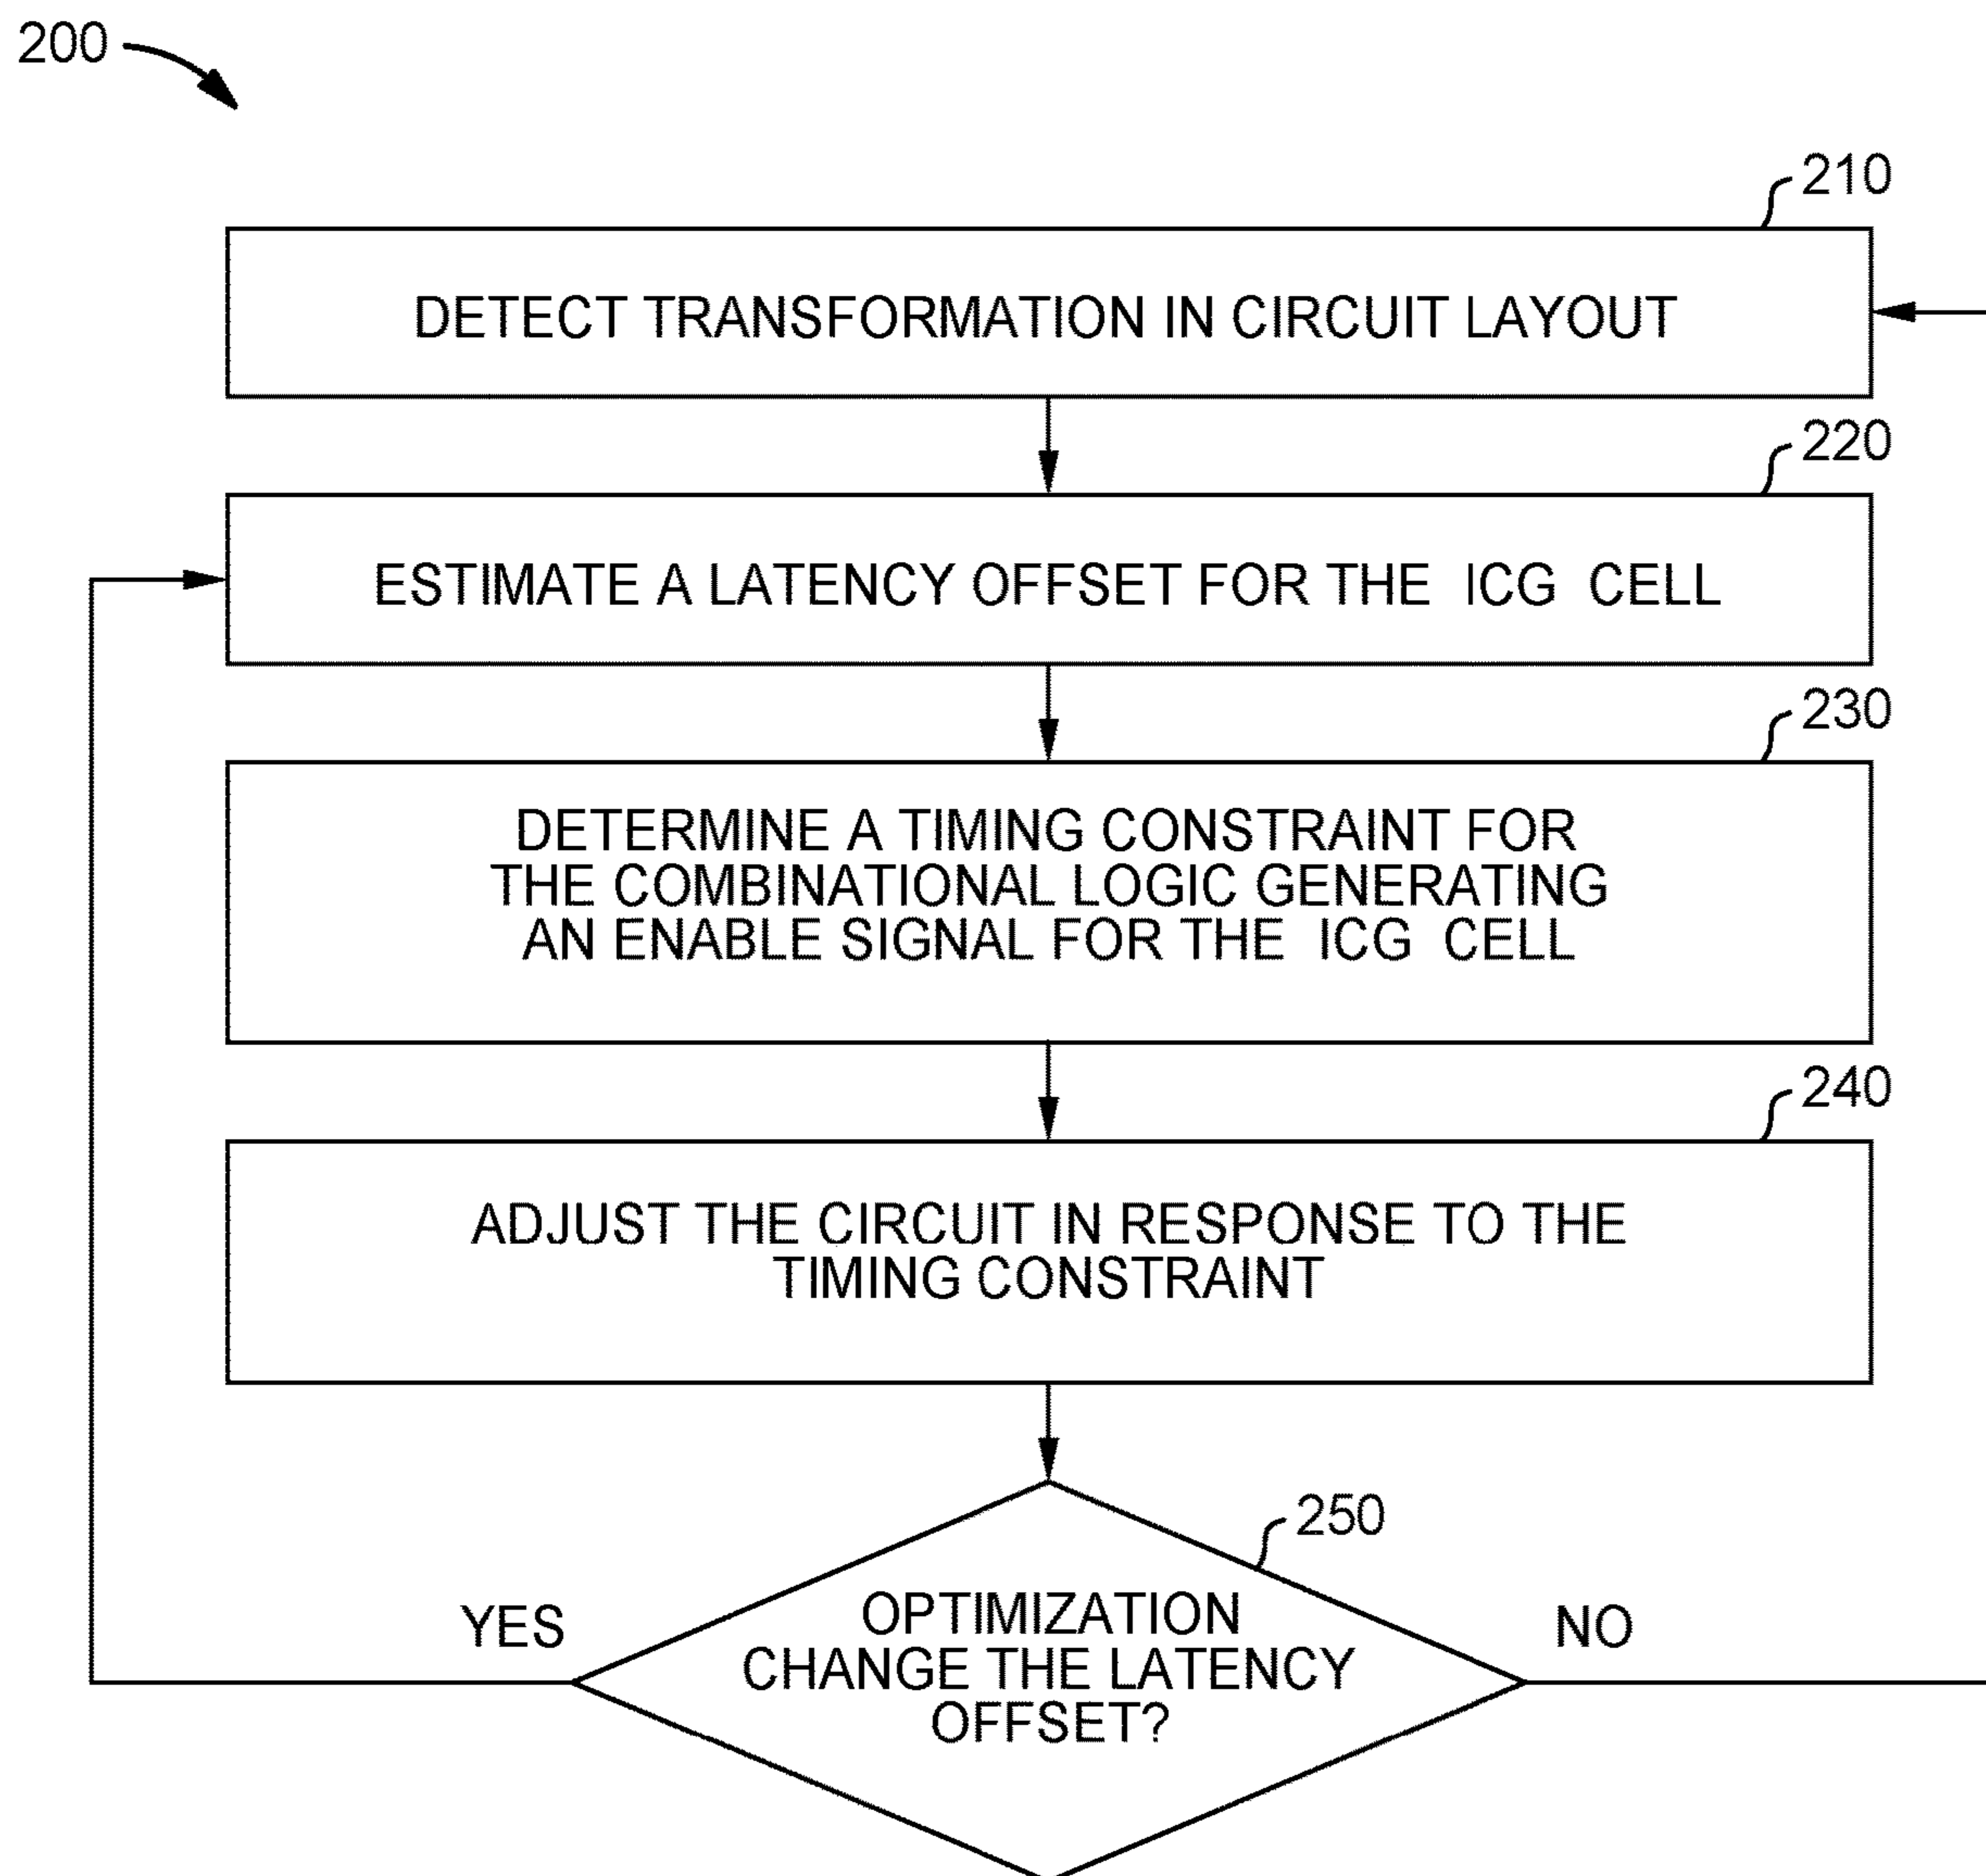 200
210
DETECT TRANSFORMATION IN CIRCUIT LAYOUT
220
ESTIMATE A LATENCY OFFSET FOR THE ICG CELL
230
DETERMINE A TIMING CONSTRAINT FOR
THE COMBINATIONAL LOGIC GENERATING
AN ENABLE SIGNAL FOR THE ICG CELL
240
ADJUST THE CIRCUIT IN RESPONSE TO THE
TIMING CONSTRAINT
250
OPTIMIZATION
CHANGE THE LATENCY
OFFSET?
YES
NO